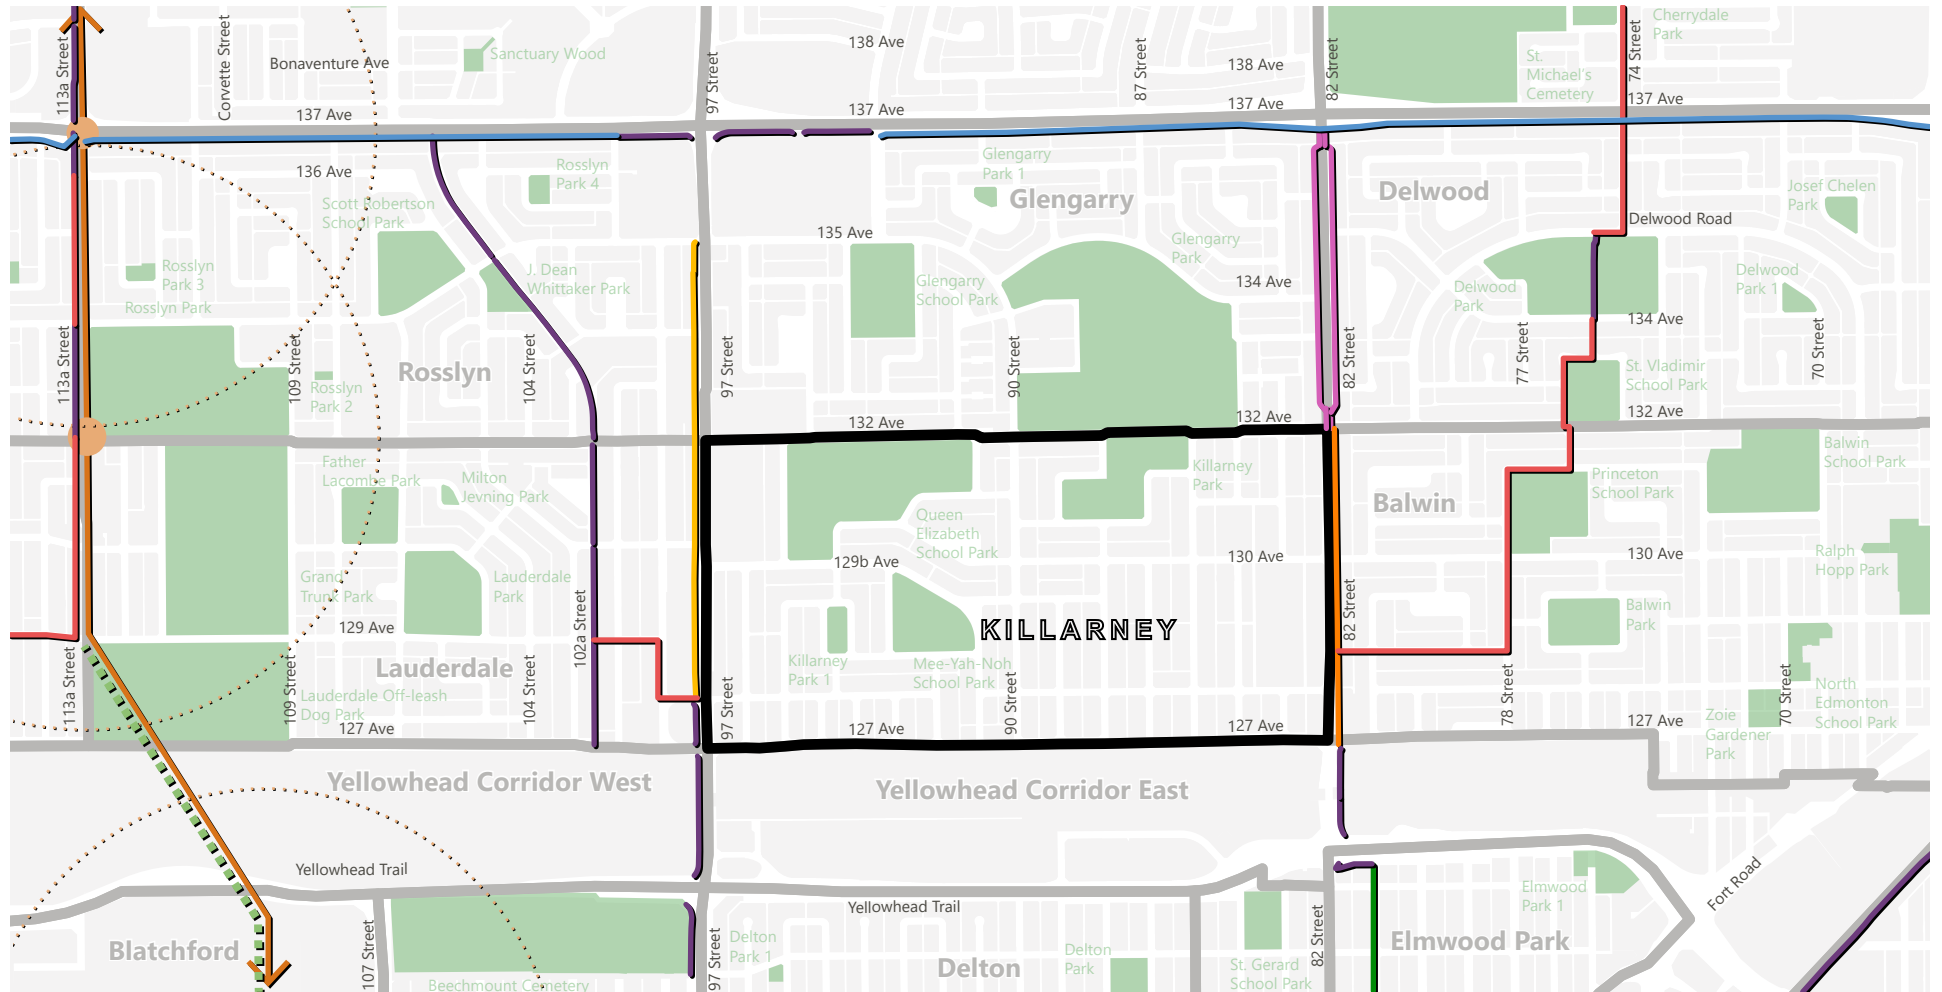 113a Street
Corvette Street
Bonaventure Ave
Sanctuary Wood
97 Street
138 Ave
87 Street
138 Ave
82 Street
St.
Michael's
Cemetery
74 Street
Cherrydale
Park
137 Ave
137 Ave
137 Ave
137 Ave
136 Ave
Rosslyn
Park 4
Scott Robertson
School Park
Glengarry
Park 1
Glengarry
Delwood
Josef Chelen
Park
Delwood Road
135 Ave
Glengarry
Park
Rosslyn
Park 3
Rosslyn Park
J. Dean
Whittaker Park
Glengarry
School Park
134 Ave
Delwood
Park
Delwood
Park 1
134 Ave
113a Street
109 Street
Rosslyn
104 Street
97 Street
90 Street
82 Street
77 Street
70 Street
St. Vladimir
School Park
Rosslyn
Park 2
132 Ave
132 Ave
132 Ave
Father
Lacombe Park
Milton
Jevning Park
Killarney
Park
Balwin
Princeton
School Park
Balwin
School Park
Queen
Elizabeth
School Park
129b Ave
130 Ave
130 Ave
Ralph
Hopp Park
Grand
Trunk Park
Lauderdale
Park
129 Ave
102a Street
KILLARNEY
82 Street
Balwin
Park
Lauderdale
Killarney
Park 1
Mee-Yah-Noh
School Park
113a Street
109 Street
Lauderdale Off-leash
Dog Park
104 Street
97 Street
90 Street
78 Street
70 Street
North
Edmonton
School Park
Zoie
Gardener
Park
127 Ave
127 Ave
127 Ave
127 Ave
Yellowhead Corridor West
Yellowhead Corridor East
Yellowhead Trail
Yellowhead Trail
Elmwood
Park 1
Fort Road
Blatchford
107 Street
Beechmount Cemetery
97 Street
Delton
Park 1
Delton
Delton
Park
St. Gerard
School Park
82 Street
Elmwood Park